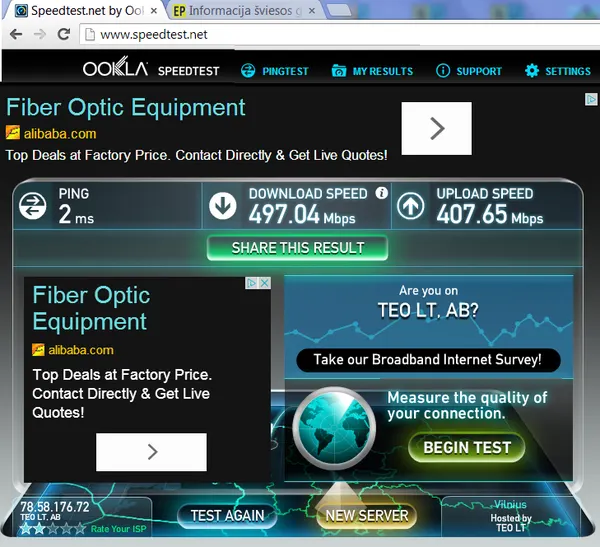 Speedtest.net by Ook
EP Informacija šviesos g
www.speedtest.net
OOKLA SPEEDTEST
PINGTEST
MY RESULTS
SUPPORT
SETTINGS
Fiber Optic Equipment
alibaba.com
Top Deals at Factory Price. Contact Directly & Get Live Quotes!
PING
2 ms
DOWNLOAD SPEED
497.04 Mbps
UPLOAD SPEED
407.65 Mbps
SHARE THIS RESULT
Fiber Optic
Equipment
alibaba.com
Top Deals at Factory Price.
Contact Directly & Get Live
Quotes!
Are you on
TEO LT, AB?
Take our Broadband Internet Survey!
Measure the quality of
your connection.
BEGIN TEST
78.58.176.72
TEO LT, AB
Rate Your ISP
TEST AGAIN
NEW SERVER
Vilnius
Hosted by
TEO LT